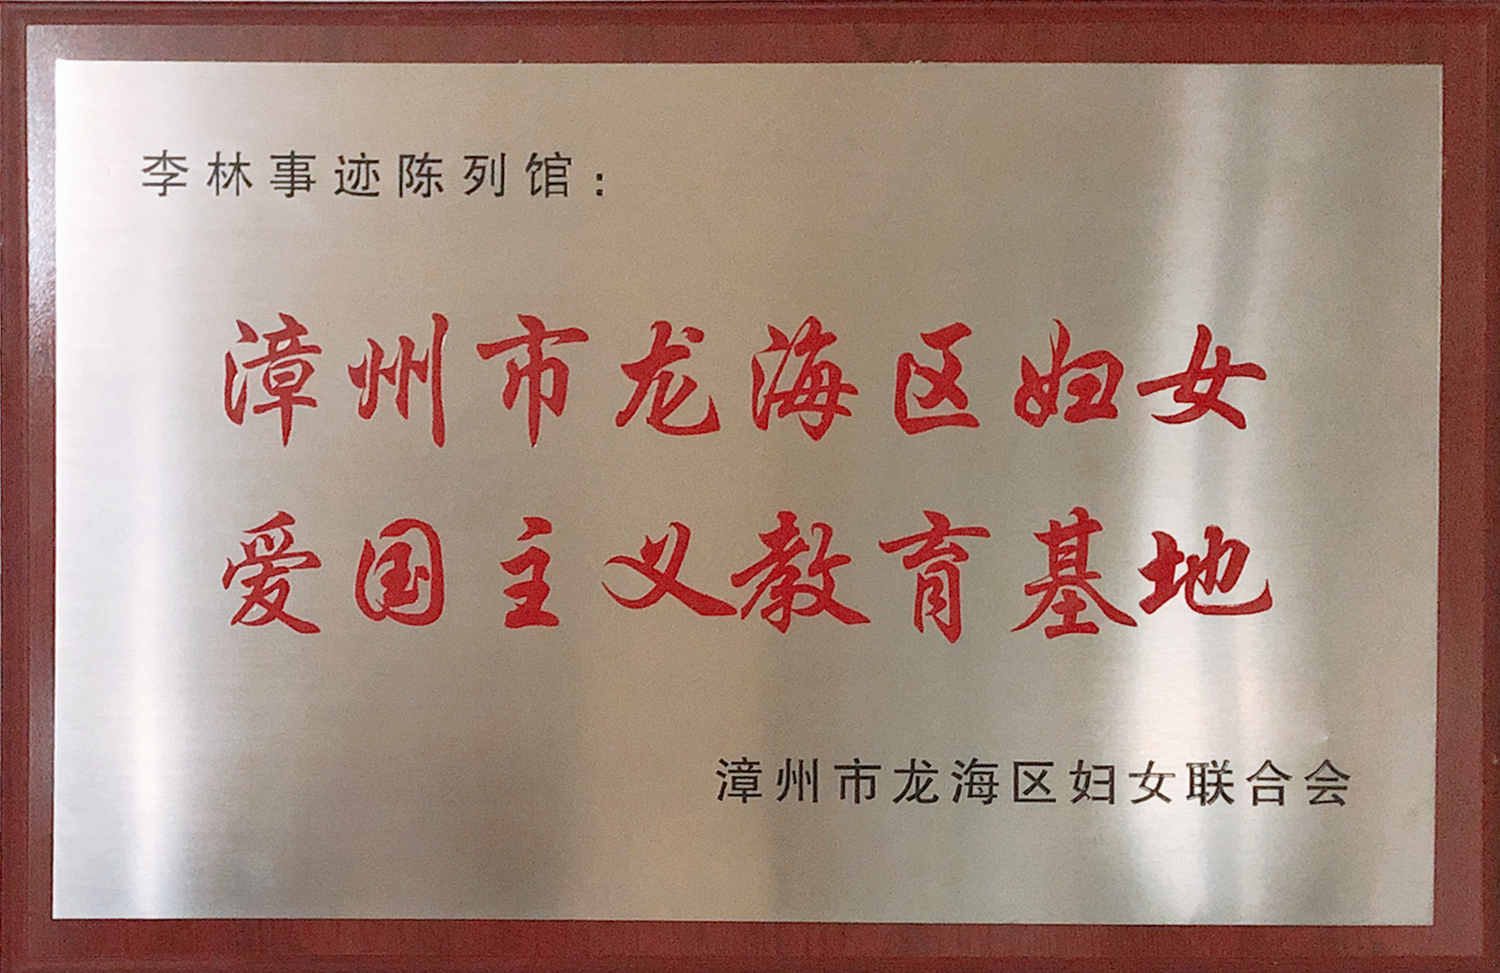 李林事迹陈列馆：
漳州市龙海区妇女
爱国主义教育基地
漳州市龙海区妇女联合会